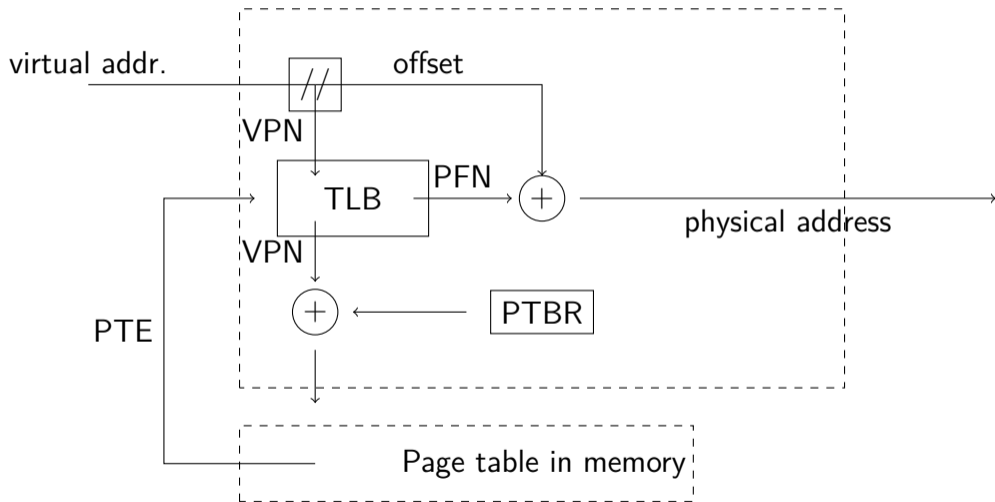 virtual addr.
offset
VPN
TLB
PFN
physical address
VPN
PTBR
PTE
Page table in memory